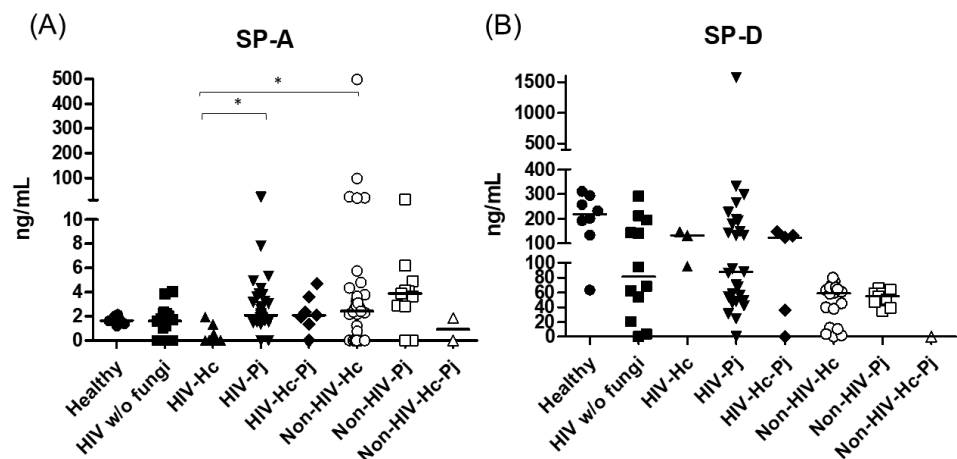 (A)
SP-A
ng/mL
500
400
300
200
100
10
8
6
4
2
0
*
*
Healthy
HIV w/o fungi
HIV-Hc
HIV-Pj
HIV-Hc-Pj
Non-HIV-Hc
Non-HIV-Pj
Non-HIV-Hc-Pj
(B)
SP-D
ng/mL
1500
1000
500
400
300
200
100
100
80
60
40
20
0
Healthy
HIV w/o fungi
HIV-Hc
HIV-Pj
HIV-Hc-Pj
Non-HIV-Hc
Non-HIV-Pj
Non-HIV-Hc-Pj